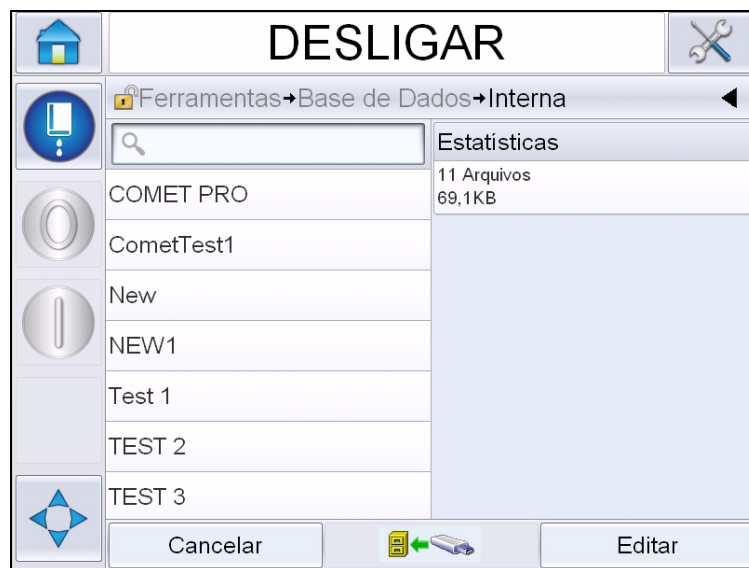 DESLIGAR
Ferramentas→Base de Dados→Interna
Estatísticas
11 Arquivos
69,1KB
COMET PRO
CometTest1
New
NEW1
Test 1
TEST 2
TEST 3
Cancelar
Editar